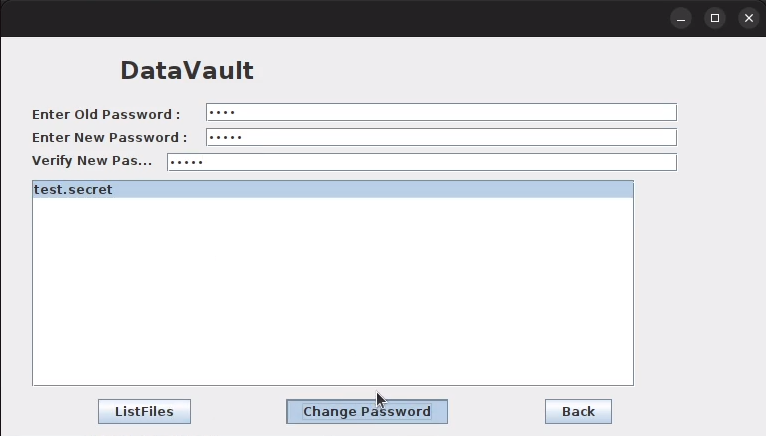 DataVault
Enter Old Password : ••••
Enter New Password : •••••
Verify New Pas... •••••
test.secret
ListFiles Change Password Back